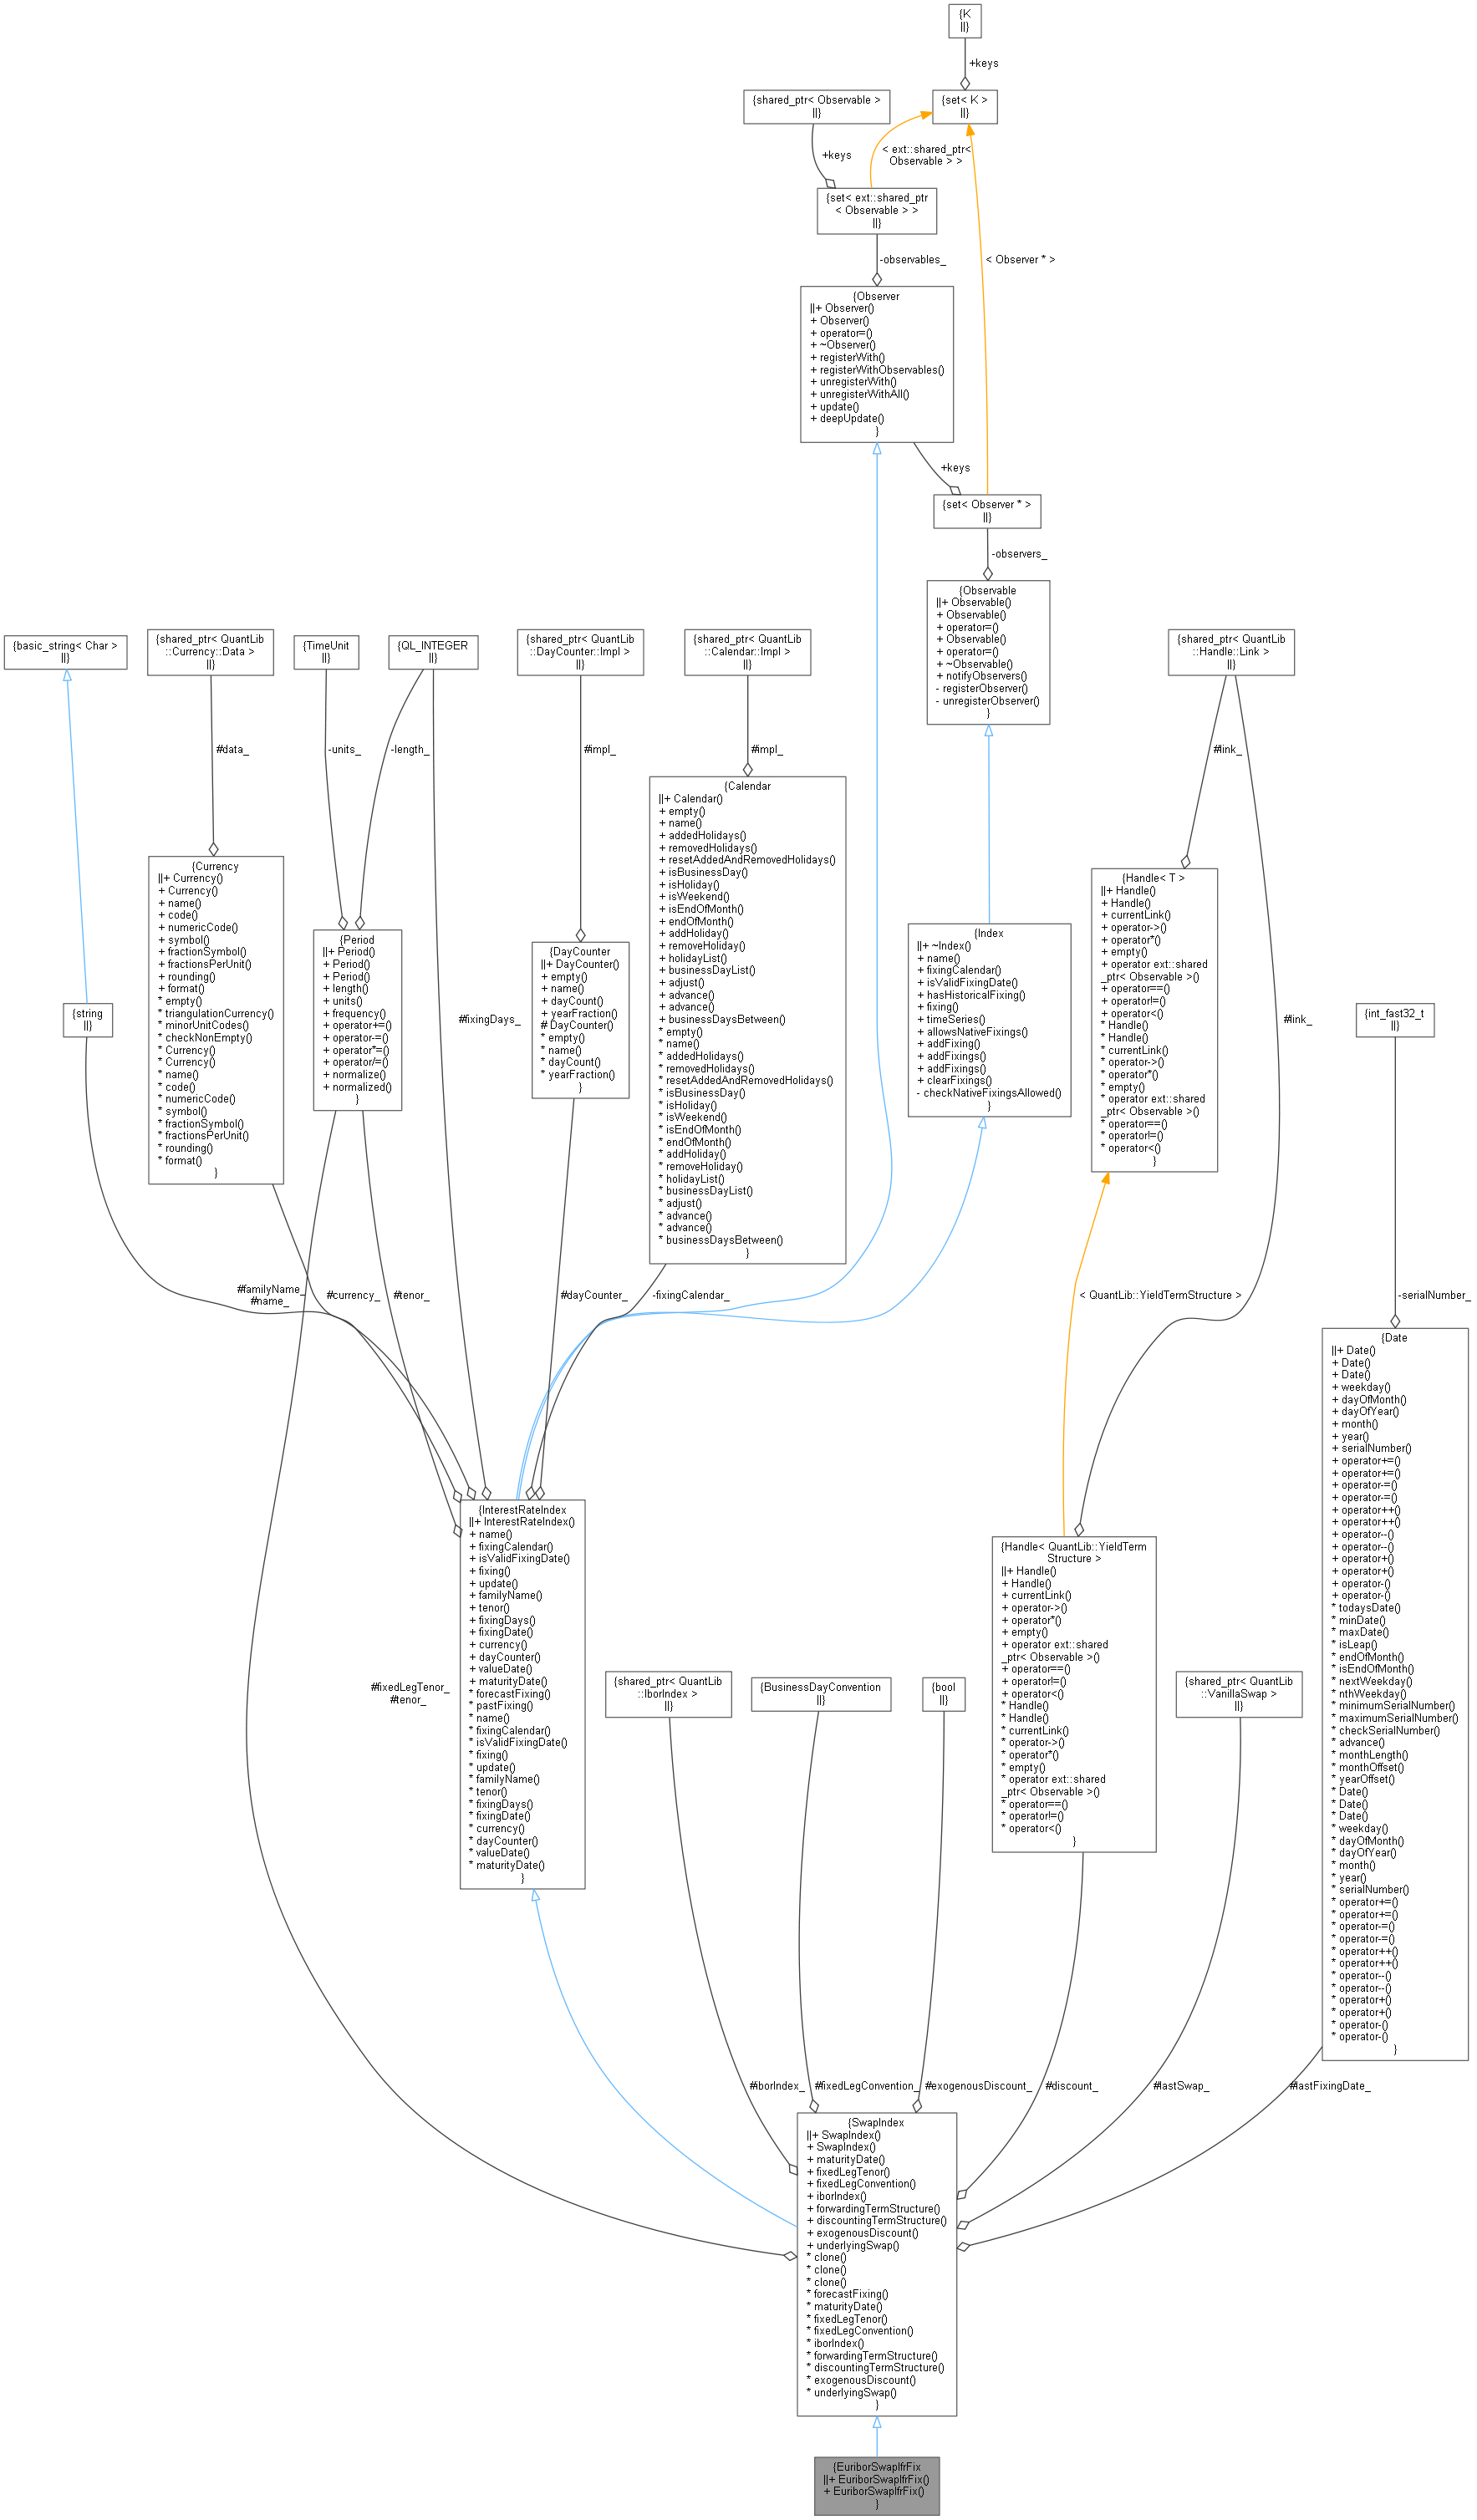 {K
||}
+keys
{shared_ptr< Observable >
||}
{set< K >
||}
+keys
< ext::shared_ptr<
Observable > >
{set< ext::shared_ptr
< Observable > >
||}
-observables_
< Observer * >
{Observer
||+ Observer()
+ Observer()
+ operator=()
+ ~Observer()
+ registerWith()
+ registerWithObservables()
+ unregisterWith()
+ unregisterWithAll()
+ update()
+ deepUpdate()
}
+keys
{set< Observer * >
||}
-observers_
{Observable
||+ Observable()
+ Observable()
+ operator=()
+ Observable()
+ operator=()
+ ~Observable()
+ notifyObservers()
- registerObserver()
- unregisterObserver()
}
{basic_string< Char >
||}
{shared_ptr< QuantLib
::Currency::Data >
||}
{TimeUnit
||}
{QL_INTEGER
||}
{shared_ptr< QuantLib
::DayCounter::Impl >
||}
{shared_ptr< QuantLib
::Calendar::Impl >
||}
{shared_ptr< QuantLib
::Handle::Link >
||}
#data_
-units_
-length_
#impl_
#impl_
#link_
{Calendar
||+ Calendar()
+ empty()
+ name()
+ addedHolidays()
+ removedHolidays()
+ resetAddedAndRemovedHolidays()
+ isBusinessDay()
+ isHoliday()
+ isWeekend()
+ isEndOfMonth()
+ endOfMonth()
+ addHoliday()
+ removeHoliday()
+ holidayList()
+ businessDayList()
+ adjust()
+ advance()
+ advance()
+ businessDaysBetween()
* empty()
* name()
* addedHolidays()
* removedHolidays()
* resetAddedAndRemovedHolidays()
* isBusinessDay()
* isHoliday()
* isWeekend()
* isEndOfMonth()
* endOfMonth()
* addHoliday()
* removeHoliday()
* holidayList()
* businessDayList()
* adjust()
* advance()
* advance()
* businessDaysBetween()
}
{Currency
||+ Currency()
+ Currency()
+ name()
+ code()
+ numericCode()
+ symbol()
+ fractionSymbol()
+ fractionsPerUnit()
+ rounding()
+ format()
* empty()
* triangulationCurrency()
* minorUnitCodes()
* checkNonEmpty()
* Currency()
* Currency()
* name()
* code()
* numericCode()
* symbol()
* fractionSymbol()
* fractionsPerUnit()
* rounding()
* format()
}
{Period
||+ Period()
+ Period()
+ Period()
+ length()
+ units()
+ frequency()
+ operator+=()
+ operator-=()
+ operator*=()
+ operator/=()
+ normalize()
+ normalized()
}
{DayCounter
||+ DayCounter()
+ empty()
+ name()
+ dayCount()
+ yearFraction()
# DayCounter()
* empty()
* name()
* dayCount()
* yearFraction()
}
{Index
||+ ~Index()
+ name()
+ fixingCalendar()
+ isValidFixingDate()
+ hasHistoricalFixing()
+ fixing()
+ timeSeries()
+ allowsNativeFixings()
+ addFixing()
+ addFixings()
+ addFixings()
+ clearFixings()
- checkNativeFixingsAllowed()
}
{Handle< T >
||+ Handle()
+ Handle()
+ currentLink()
+ operator->()
+ operator*()
+ empty()
+ operator ext::shared
_ptr< Observable >()
+ operator==()
+ operator!=()
+ operator<()
* Handle()
* Handle()
* currentLink()
* operator->()
* operator*()
* empty()
* operator ext::shared
_ptr< Observable >()
* operator==()
* operator!=()
* operator<()
}
{string
||}
#fixingDays_
#link_
{int_fast32_t
||}
#familyName_
#name_
#currency_
#tenor_
#dayCounter_
-fixingCalendar_
< QuantLib::YieldTermStructure >
-serialNumber_
{Date
||+ Date()
+ Date()
+ Date()
+ weekday()
+ dayOfMonth()
+ dayOfYear()
+ month()
+ year()
+ serialNumber()
+ operator+=()
+ operator+=()
+ operator-=()
+ operator-=()
+ operator++()
+ operator++()
+ operator--()
+ operator--()
+ operator+()
+ operator+()
+ operator-()
+ operator-()
* todaysDate()
* minDate()
* maxDate()
* isLeap()
* endOfMonth()
* isEndOfMonth()
* nextWeekday()
* nthWeekday()
* minimumSerialNumber()
* maximumSerialNumber()
* checkSerialNumber()
* advance()
* monthLength()
* monthOffset()
* yearOffset()
* Date()
* Date()
* Date()
* weekday()
* dayOfMonth()
* dayOfYear()
* month()
* year()
* serialNumber()
* operator+=()
* operator+=()
* operator-=()
* operator-=()
* operator++()
* operator++()
* operator--()
* operator--()
* operator+()
* operator+()
* operator-()
* operator-()
}
{InterestRateIndex
||+ InterestRateIndex()
+ name()
+ fixingCalendar()
+ isValidFixingDate()
+ fixing()
+ update()
+ familyName()
+ tenor()
+ fixingDays()
+ fixingDate()
+ currency()
+ dayCounter()
+ valueDate()
+ maturityDate()
* forecastFixing()
* pastFixing()
* name()
* fixingCalendar()
* isValidFixingDate()
* fixing()
* update()
* familyName()
* tenor()
* fixingDays()
* fixingDate()
* currency()
* dayCounter()
* valueDate()
* maturityDate()
}
{Handle< QuantLib::YieldTerm
Structure >
||+ Handle()
+ Handle()
+ currentLink()
+ operator->()
+ operator*()
+ empty()
+ operator ext::shared
_ptr< Observable >()
+ operator==()
+ operator!=()
+ operator<()
* Handle()
* Handle()
* currentLink()
* operator->()
* operator*()
* empty()
* operator ext::shared
_ptr< Observable >()
* operator==()
* operator!=()
* operator<()
}
#fixedLegTenor_
#tenor_
{shared_ptr< QuantLib
::IborIndex >
||}
{BusinessDayConvention
||}
{bool
||}
{shared_ptr< QuantLib
::VanillaSwap >
||}
#iborIndex_
#fixedLegConvention_
#exogenousDiscount_
#discount_
#lastSwap_
#lastFixingDate_
{SwapIndex
||+ SwapIndex()
+ SwapIndex()
+ maturityDate()
+ fixedLegTenor()
+ fixedLegConvention()
+ iborIndex()
+ forwardingTermStructure()
+ discountingTermStructure()
+ exogenousDiscount()
+ underlyingSwap()
* clone()
* clone()
* clone()
* forecastFixing()
* maturityDate()
* fixedLegTenor()
* fixedLegConvention()
* iborIndex()
* forwardingTermStructure()
* discountingTermStructure()
* exogenousDiscount()
* underlyingSwap()
}
{EuriborSwapIfrFix
||+ EuriborSwapIfrFix()
+ EuriborSwapIfrFix()
}